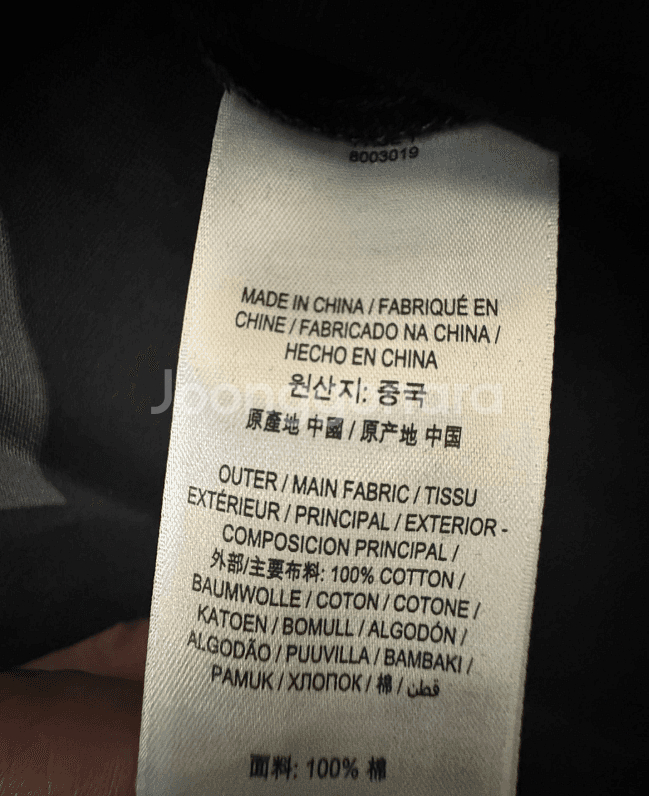 8003019
MADE IN CHINA / FABRIQUÉ EN
CHINE / FABRICADO NA CHINA /
HECHO EN CHINA
원산지: 중국
原產地 中國 / 原产地 中国
OUTER / MAIN FABRIC / TISSU
EXTÉRIEUR / PRINCIPAL / EXTERIOR -
COMPOSICION PRINCIPAL /
外部/主要布料: 100% COTTON /
BAUMWOLLE / COTON / COTONE /
KATOEN / BOMULL / ALGODÓN /
ALGODÃO / PUUVILLA / BAMBAKI /
PAMUK / ХЛОПОК / 棉 / قطن
面料: 100% 棉